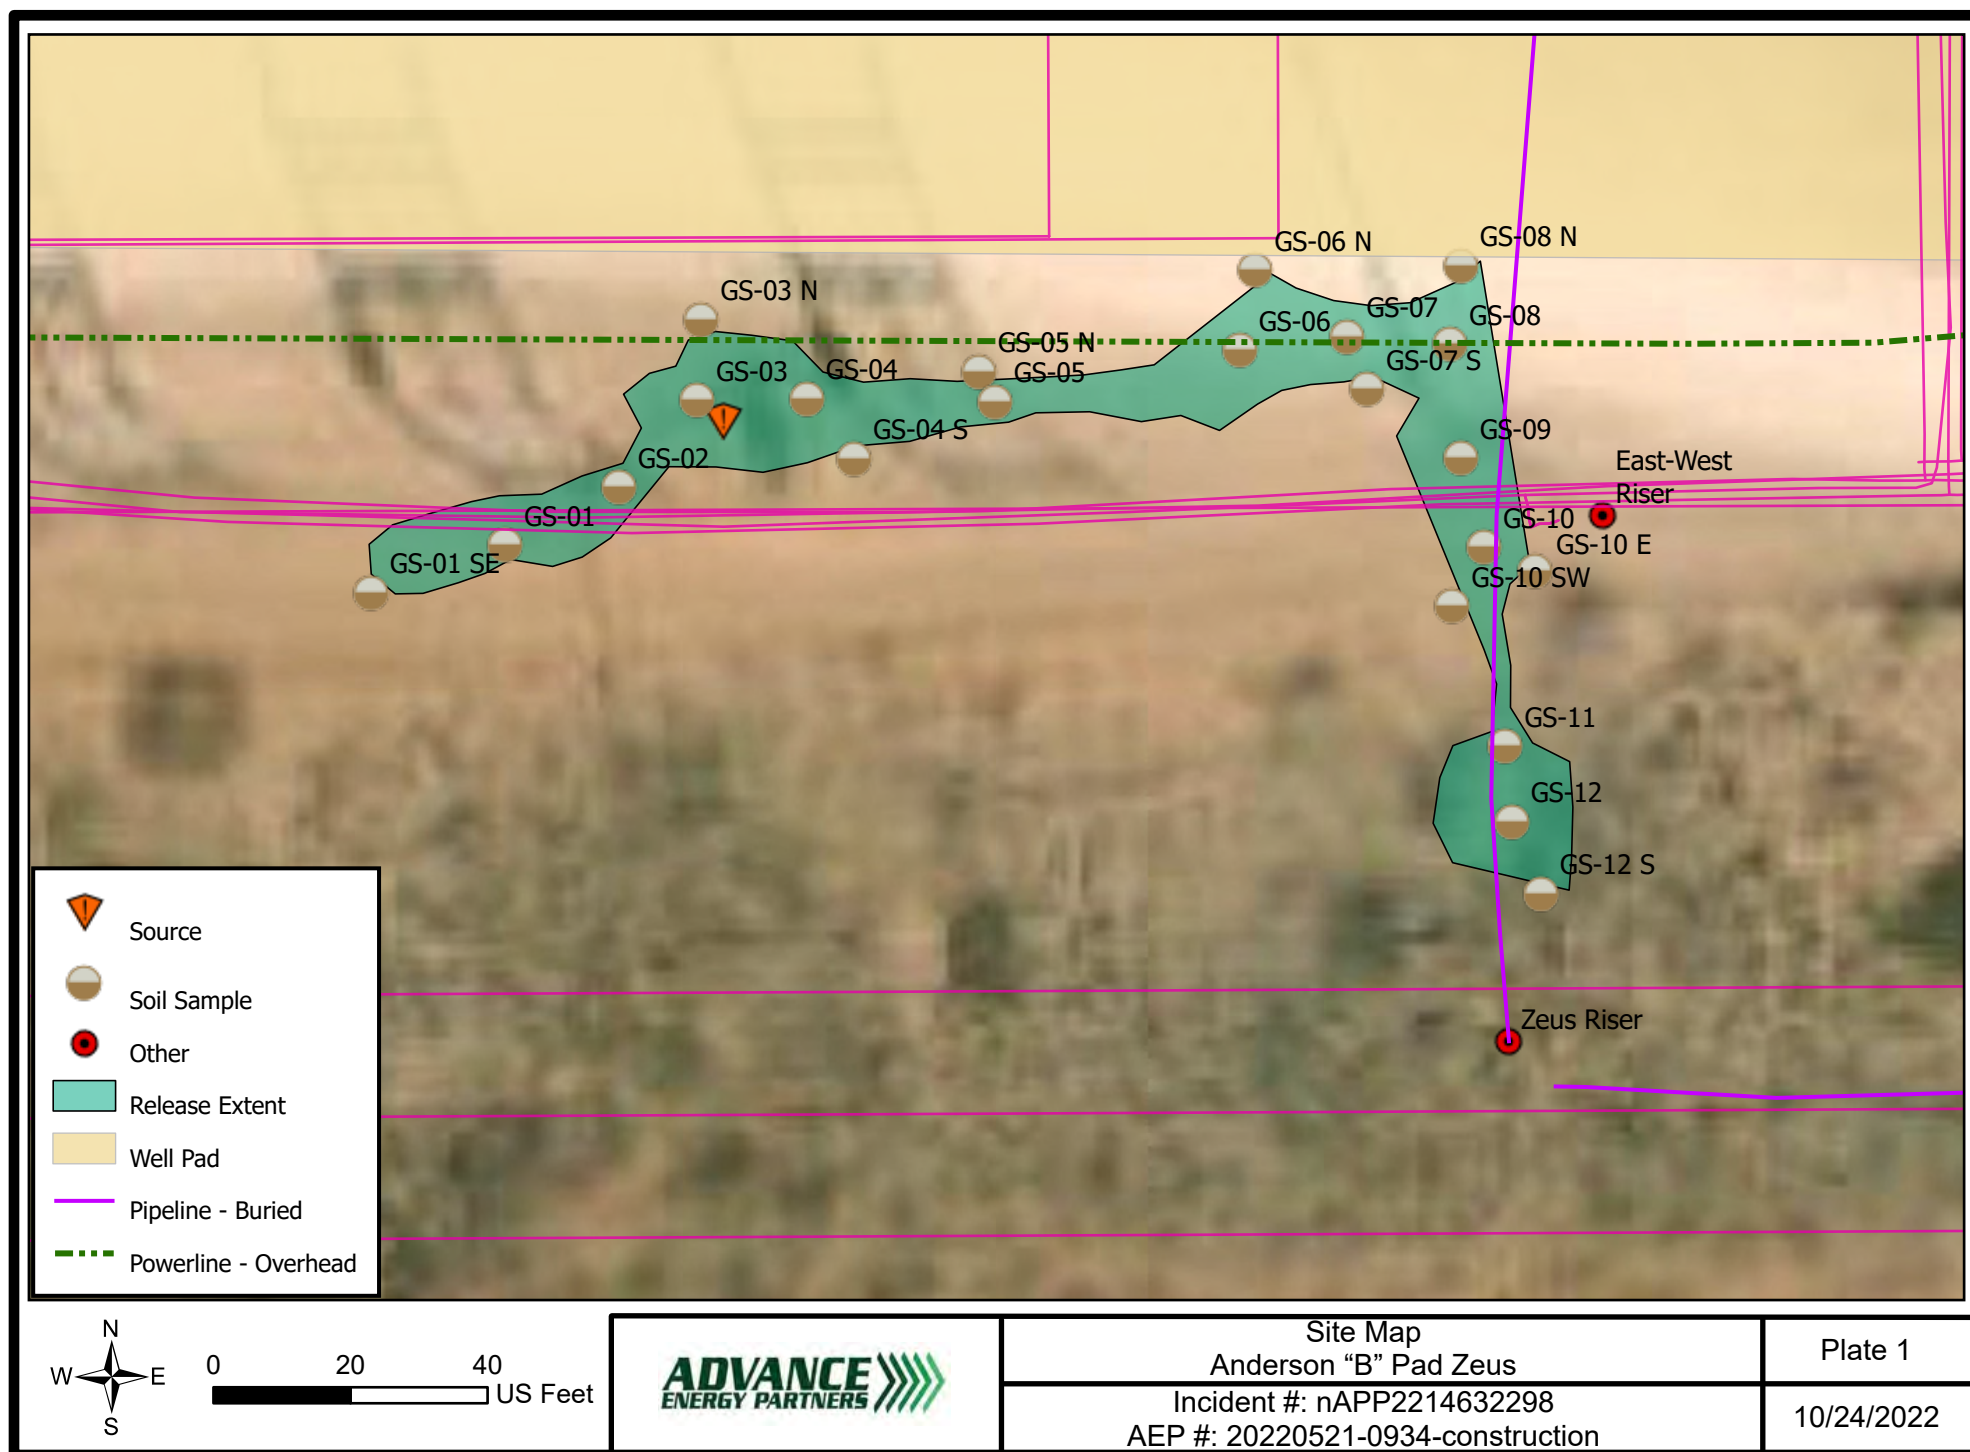 GS-06 N
GS-08 N
GS-03 N
GS-07
GS-06
GS-08
GS-05 N
GS-07 S
GS-03
GS-04
GS-05
GS-04 S
GS-09
GS-02
East-West
Riser
GS-01
GS-10
GS-10 E
GS-01 SE
GS-10 SW
GS-11
GS-12
GS-12 S
Zeus Riser
Source
Soil Sample
Other
Release Extent
Well Pad
Pipeline - Buried
Powerline - Overhead
N
W
E
S
0 20 40
US Feet
ADVANCE
ENERGY PARTNERS
Site Map
Anderson “B” Pad Zeus
Incident #: nAPP2214632298
AEP #: 20220521-0934-construction
Plate 1
10/24/2022